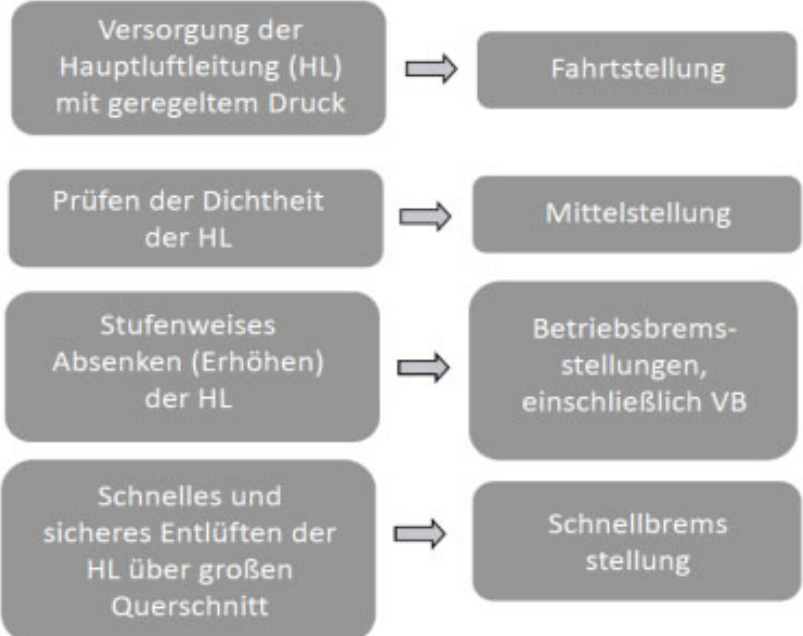 Versorgung der
Hauptluftleitung (HL)
mit geregeltem Druck
Fahrtstellung
Prüfen der Dichtheit
der HL
Mittelstellung
Stufenweises
Absenken (Erhöhen)
der HL
Betriebsbrems-
stellungen,
einschließlich VB
Schnelles und
sicheres Entlüften der
HL über großen
Querschnitt
Schnellbrems
stellung